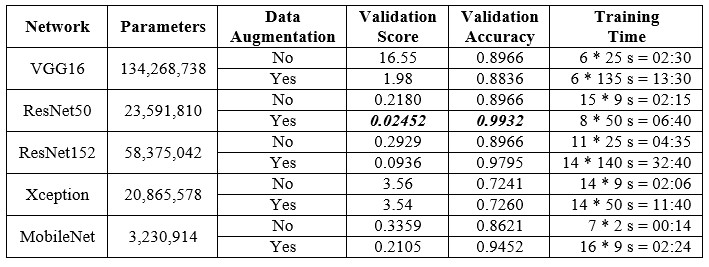 Network Parameters Data Augmentation Validation Score Validation Accuracy Training Time
VGG16 134,268,738 No 16.55 0.8966 6 * 25 s = 02:30
Yes 1.98 0.8836 6 * 135 s = 13:30
ResNet50 23,591,810 No 0.2180 0.8966 15 * 9 s = 02:15
Yes 0.02452 0.9932 8 * 50 s = 06:40
ResNet152 58,375,042 No 0.2929 0.8966 11 * 25 s = 04:35
Yes 0.0936 0.9795 14 * 140 s = 32:40
Xception 20,865,578 No 3.56 0.7241 14 * 9 s = 02:06
Yes 3.54 0.7260 14 * 50 s = 11:40
MobileNet 3,230,914 No 0.3359 0.8621 7 * 2 s = 00:14
Yes 0.2105 0.9452 16 * 9 s = 02:24